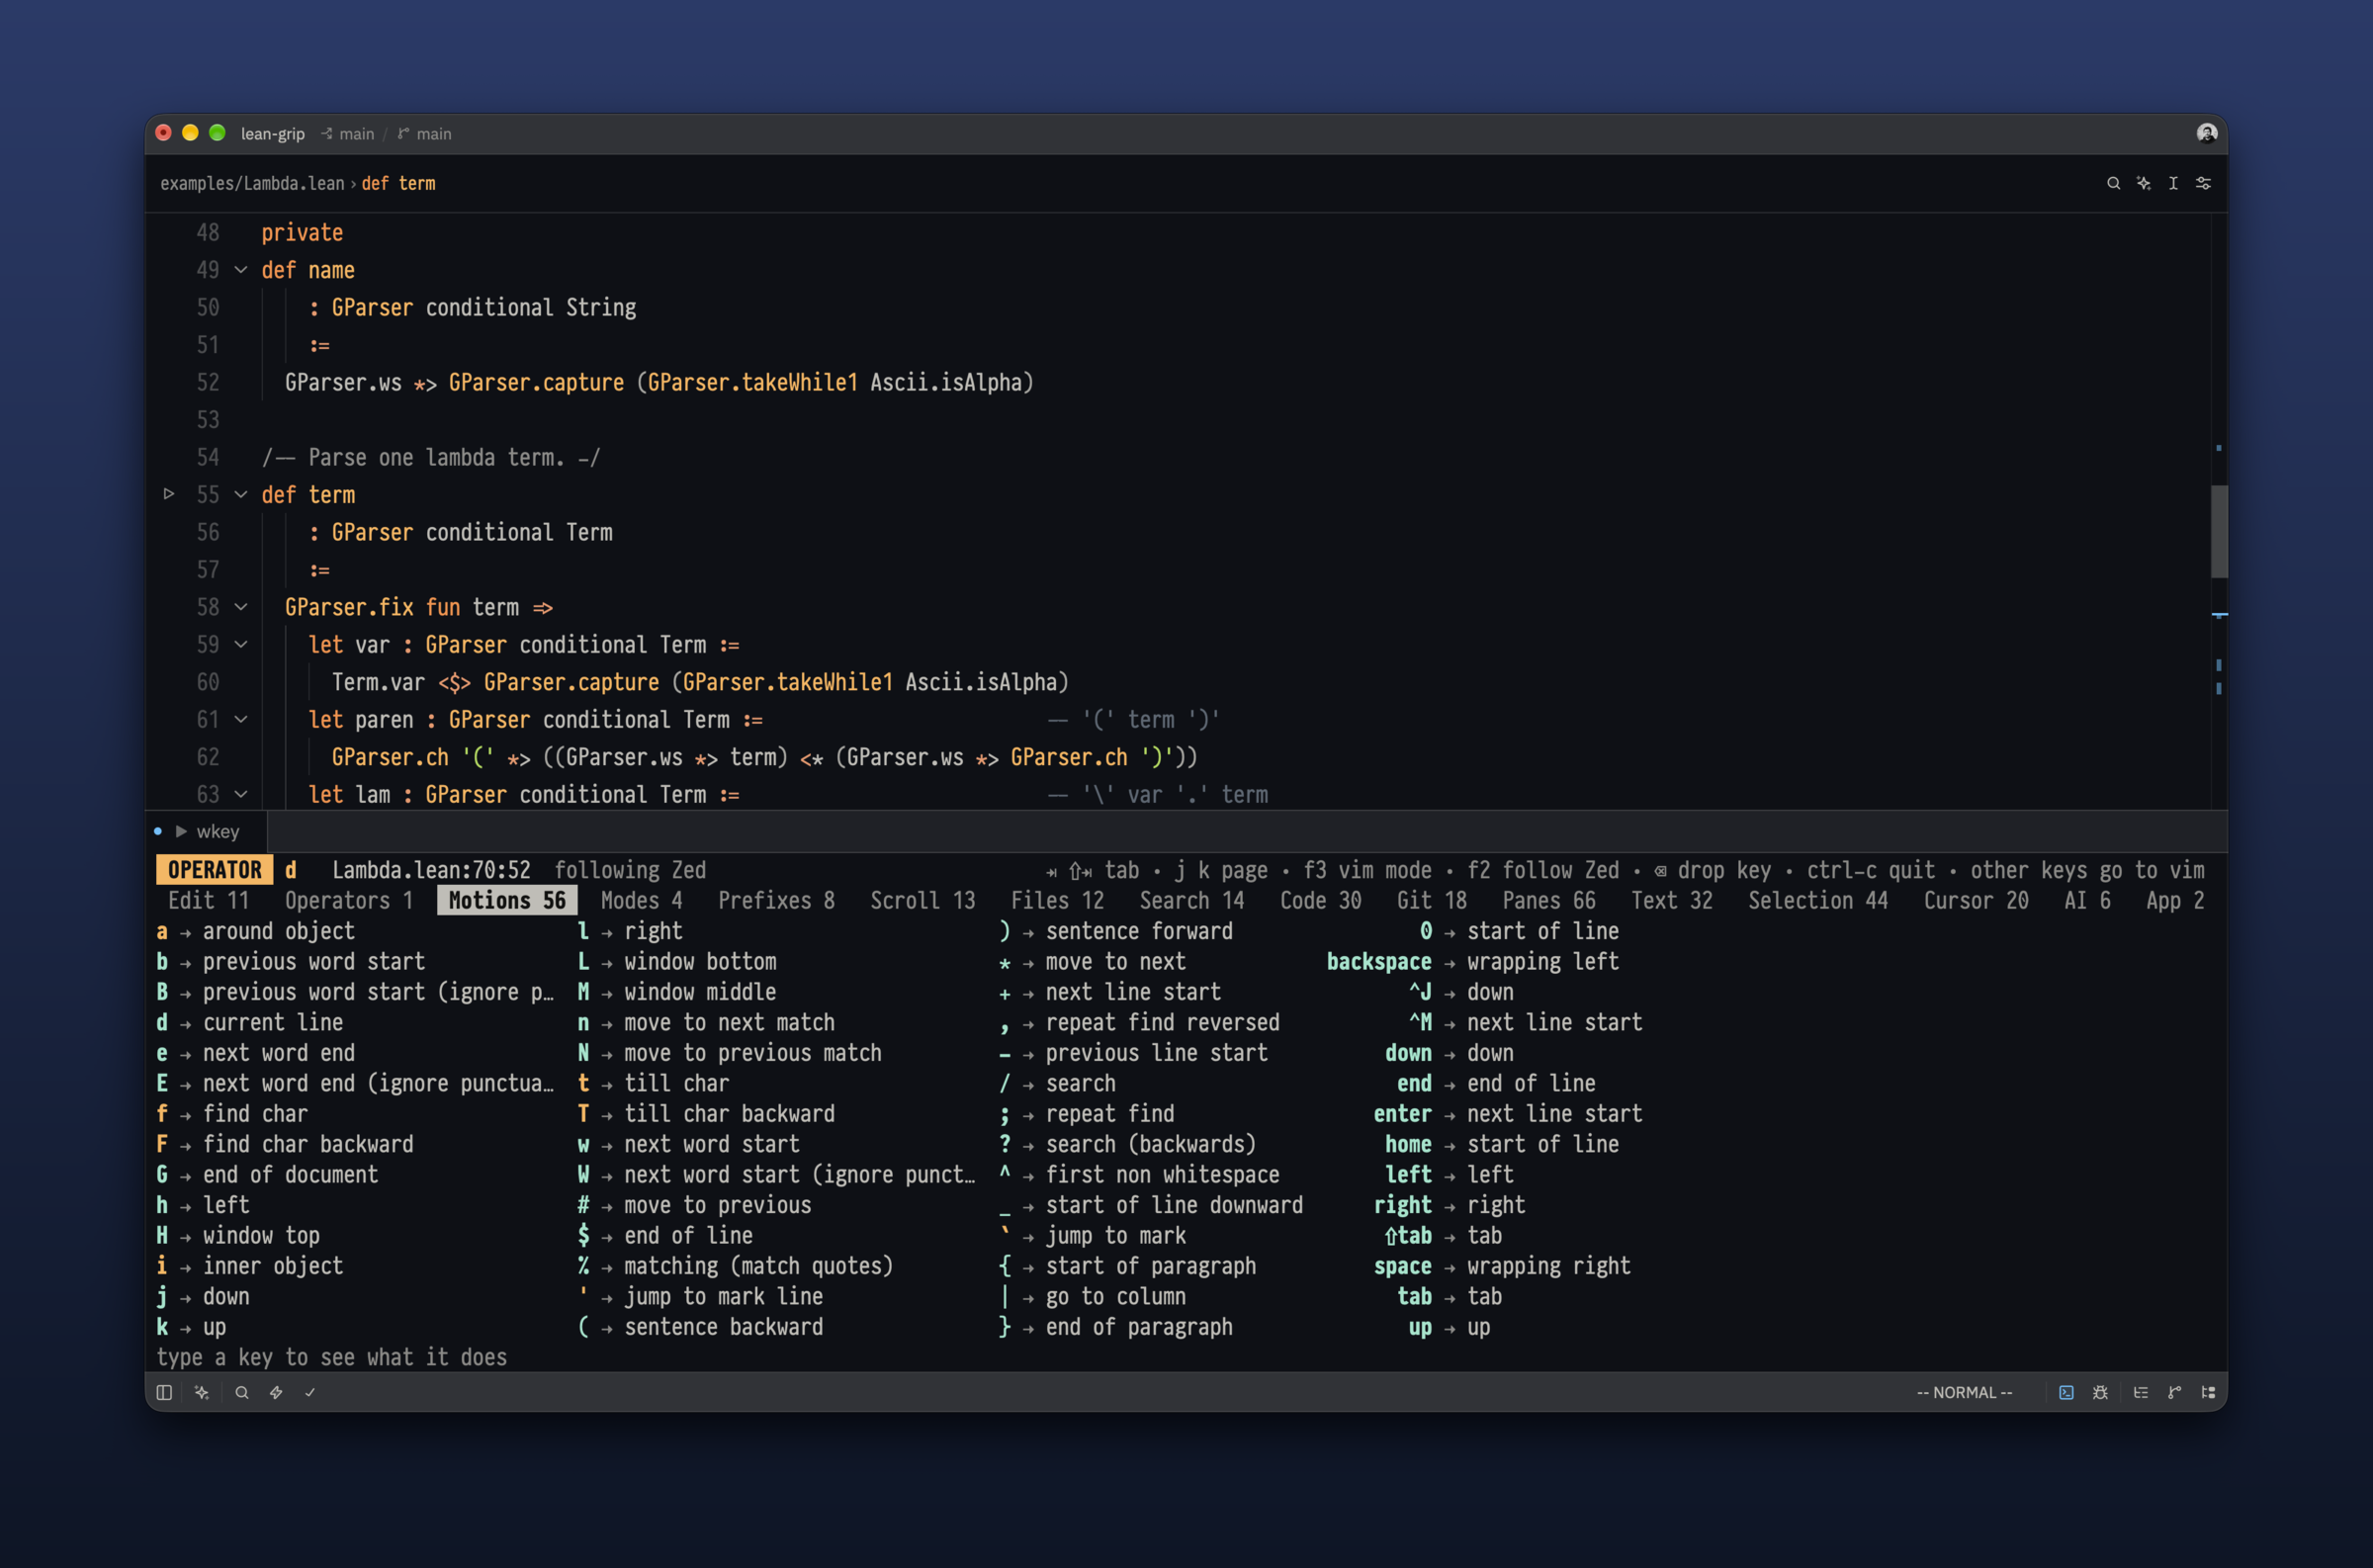 lean-grip main / main
examples/Lambda.lean › def term
48 private
49 def name
50 : GParser conditional String
51 :=
52 GParser.ws *> GParser.capture (GParser.takeWhile1 Ascii.isAlpha)
53
54 /-- Parse one lambda term. -/
55 def term
56 : GParser conditional Term
57 :=
58 GParser.fix fun term =>
59 let var : GParser conditional Term :=
60 Term.var <$> GParser.capture (GParser.takeWhile1 Ascii.isAlpha)
61 let paren : GParser conditional Term := -- '(' term ')'
62 GParser.ch '(' *> ((GParser.ws *> term) <* (GParser.ws *> GParser.ch ')'))
63 let lam : GParser conditional Term := -- '\' var '.' term
wkey
OPERATOR d Lambda.lean:70:52 following Zed ⇥ ⇧⇥ tab • j k page • f3 vim mode • f2 follow Zed • ⌫ drop key • ctrl-c quit • other keys go to vim
Edit 11 Operators 1 Motions 56 Modes 4 Prefixes 8 Scroll 13 Files 12 Search 14 Code 30 Git 18 Panes 66 Text 32 Selection 44 Cursor 20 AI 6 App 2
a → around object l → right ) → sentence forward 0 → start of line
b → previous word start L → window bottom * → move to next backspace → wrapping left
B → previous word start (ignore p… M → window middle + → next line start ^J → down
d → current line n → move to next match , → repeat find reversed ^M → next line start
e → next word end N → move to previous match - → previous line start down → down
E → next word end (ignore punctua… t → till char / → search end → end of line
f → find char T → till char backward ; → repeat find enter → next line start
F → find char backward w → next word start ? → search (backwards) home → start of line
G → end of document W → next word start (ignore punct… ^ → first non whitespace left → left
h → left # → move to previous _ → start of line downward right → right
H → window top $ → end of line ` → jump to mark ⇧tab → tab
i → inner object % → matching (match quotes) { → start of paragraph space → wrapping right
j → down ' → jump to mark line | → go to column tab → tab
k → up ( → sentence backward } → end of paragraph up → up
type a key to see what it does
-- NORMAL --